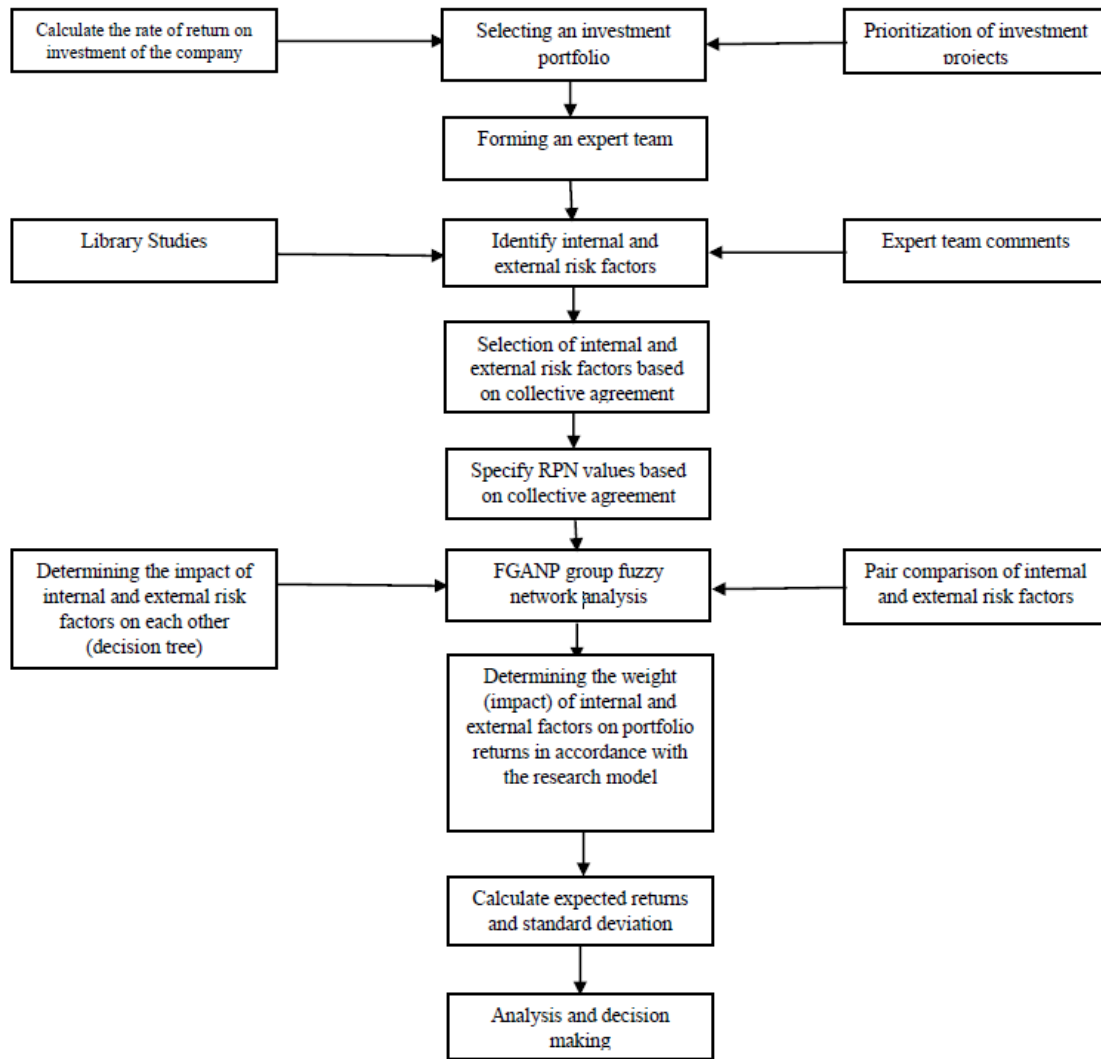 Calculate the rate of return on
investment of the company
Selecting an investment
portfolio
Prioritization of investment
projects
Forming an expert team
Library Studies
Identify internal and
external risk factors
Expert team comments
Selection of internal and
external risk factors based
on collective agreement
Specify RPN values based
on collective agreement
Determining the impact of
internal and external risk
factors on each other
(decision tree)
FGANP group fuzzy
network analysis
Pair comparison of internal
and external risk factors
Determining the weight
(impact) of internal and
external factors on portfolio
returns in accordance with
the research model
Calculate expected returns
and standard deviation
Analysis and decision
making